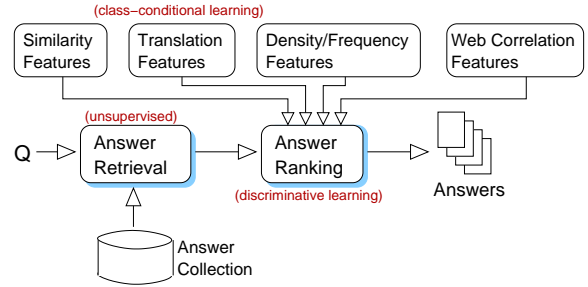 (class–conditional learning)
Similarity
Features
Translation
Features
Density/Frequency
Features
Web Correlation
Features
(unsupervised)
Q
Answer
Retrieval
Answer
Ranking
(discriminative learning)
Answers
Answer
Collection